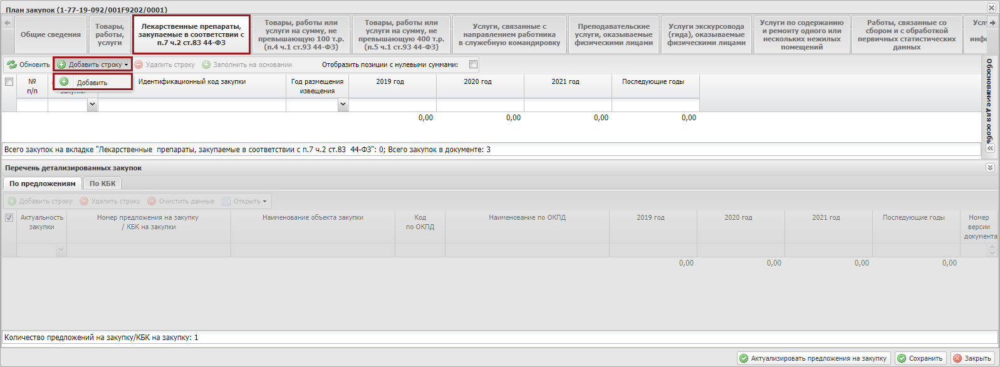 План закупок (1-77-19-092/001F9202/0001)
Общие сведения
Товары,
работы,
услуги
Лекарственные препараты,
закупаемые в соответствии с
п.7 ч.2 ст.83 44-ФЗ
Товары, работы или
услуги на сумму, не
превышающую 100 т.р.
(п.4 ч.1 ст.93 44-ФЗ)
Товары, работы или
услуги на сумму, не
превышающую 400 т.р.
(п.5 ч.1 ст.93 44-ФЗ)
Услуги, связанные с
направлением работника
в служебную командировку
Преподавательские
услуги, оказываемые
физическими лицами
Услуги экскурсовода
(гида), оказываемые
физическими лицами
Услуги по содержанию
и ремонту одного или
нескольких нежилых
помещений
Работы, связанные со
сбором и с обработкой
первичных статистических
данных
Усл
инфо
Обновить
Добавить строку
Удалить строку
Заполнить на основании
Отобразить позиции с нулевыми суммами:
Добавить
№
п/п
закупки
Идентификационный код закупки
Год размещения
извещения
2019 год
2020 год
2021 год
Последующие годы
0,00
0,00
0,00
0,00
Обоснование для особы
Всего закупок на вкладке "Лекарственные препараты, закупаемые в соответствии с п.7 ч.2 ст.83 44-ФЗ": 0; Всего закупок в документе: 3
Перечень детализированных закупок
По предложениям
По КБК
Добавить строку
Удалить строку
Очистить данные
Открыть
Актуальность
закупки
Номер предложения на закупку
/ КБК на закупки
Наименование объекта закупки
Код
по ОКПД
Наименование по ОКПД
2019 год
2020 год
2021 год
Последующие годы
Номер
версии
документа
0,00
0,00
0,00
0,00
Количество предложений на закупку/КБК на закупку: 1
Актуализировать предложения на закупку
Сохранить
Закрыть